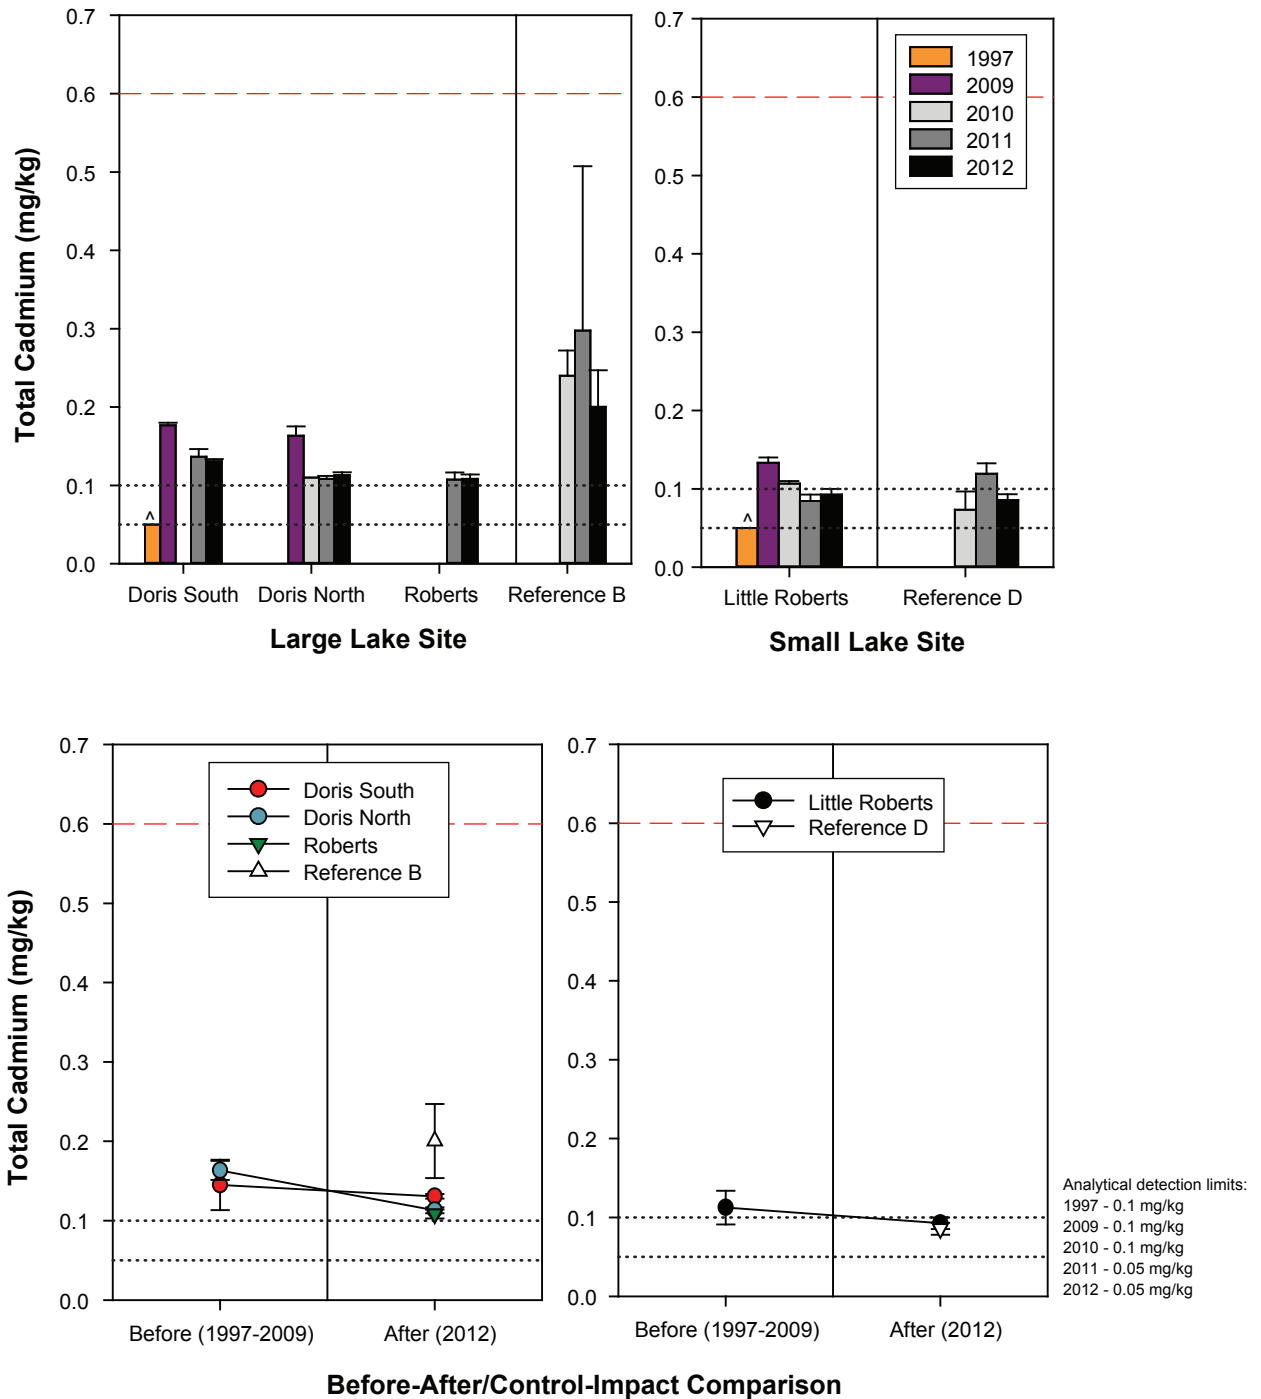 Total Cadmium (mg/kg)
0.7
0.6
0.5
0.4
0.3
0.2
0.1
0.0
^
Doris South
Doris North
Roberts
Reference B
Large Lake Site
0.7
0.6
0.5
0.4
0.3
0.2
0.1
0.0
1997
2009
2010
2011
2012
^
Little Roberts
Reference D
Small Lake Site
Total Cadmium (mg/kg)
0.7
0.6
0.5
0.4
0.3
0.2
0.1
0.0
Doris South
Doris North
Roberts
Reference B
Before (1997-2009)
After (2012)
0.7
0.6
0.5
0.4
0.3
0.2
0.1
0.0
Little Roberts
Reference D
Before (1997-2009)
After (2012)
Analytical detection limits:
1997 - 0.1 mg/kg
2009 - 0.1 mg/kg
2010 - 0.1 mg/kg
2011 - 0.05 mg/kg
2012 - 0.05 mg/kg
Before-After/Control-Impact Comparison